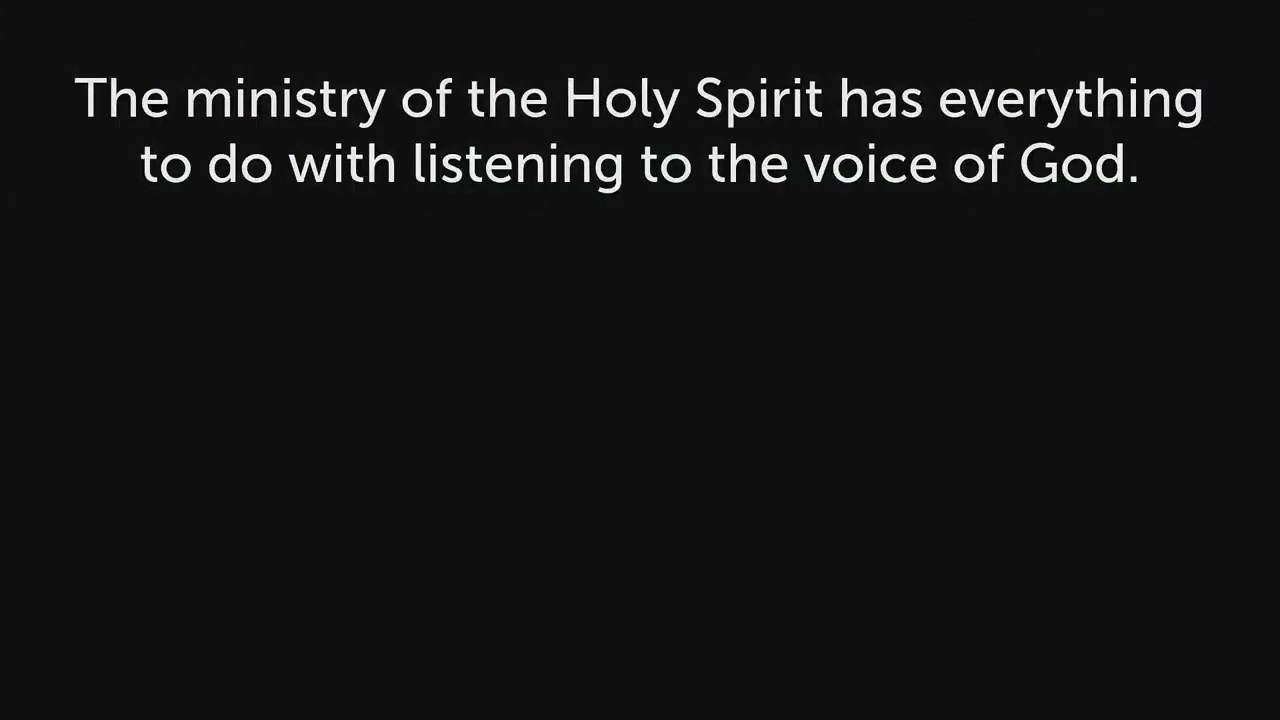 The ministry of the Holy Spirit has everything
to do with listening to the voice of God.